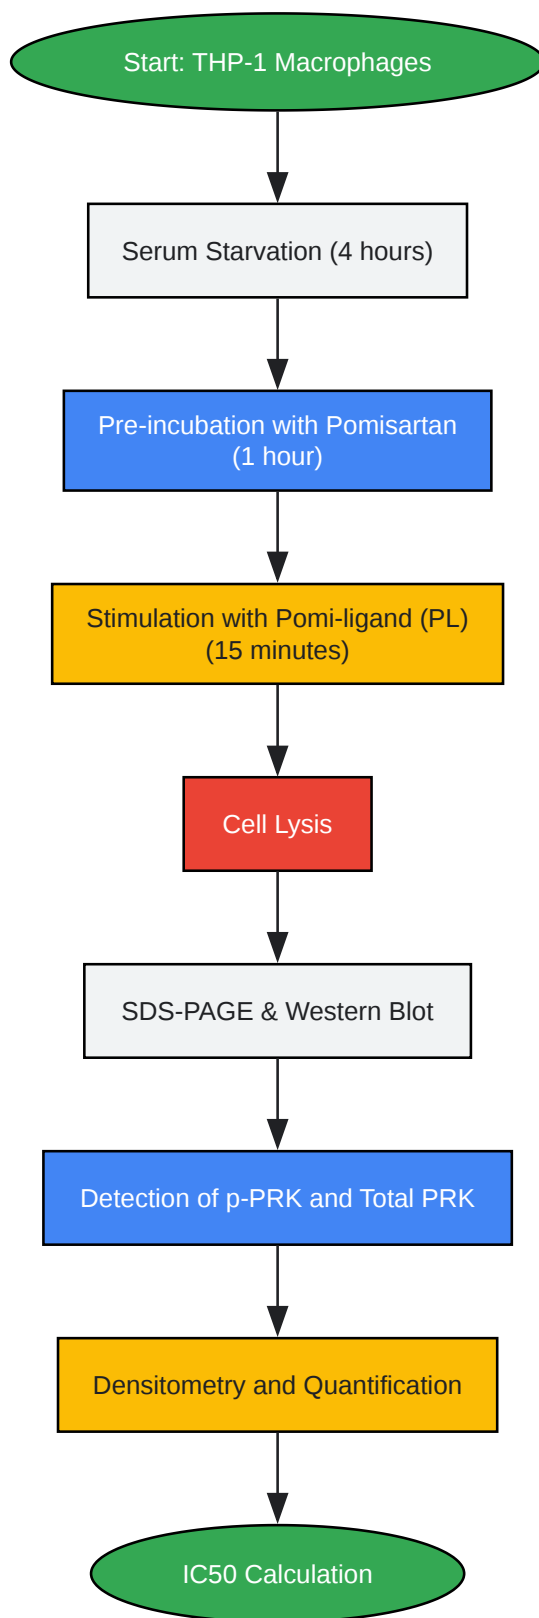 Start: THP-1 Macrophages
Serum Starvation (4 hours)
Pre-incubation with Pomisartan
(1 hour)
Stimulation with Pomi-ligand (PL)
(15 minutes)
Cell Lysis
SDS-PAGE & Western Blot
Detection of p-PRK and Total PRK
Densitometry and Quantification
IC50 Calculation